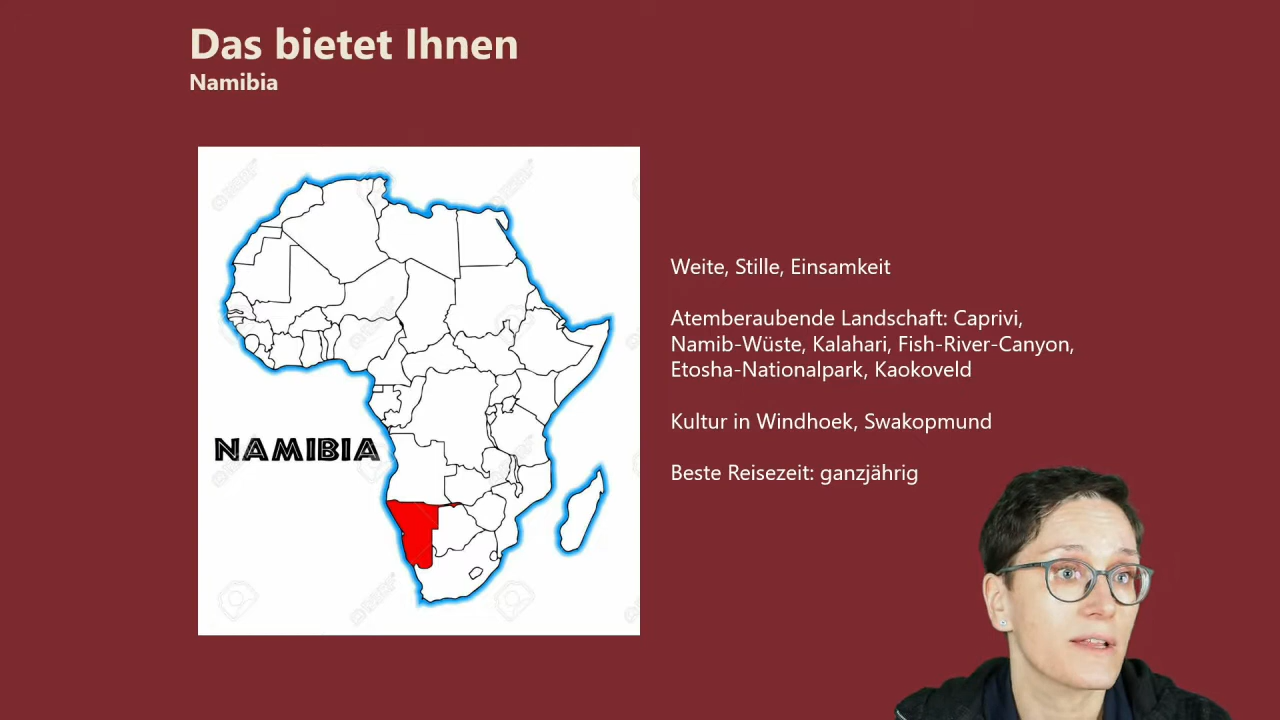 Das bietet Ihnen
Namibia
NAMIBIA
Weite, Stille, Einsamkeit
Atemberaubende Landschaft: Caprivi,
Namib-Wüste, Kalahari, Fish-River-Canyon,
Etosha-Nationalpark, Kaokoveld
Kultur in Windhoek, Swakopmund
Beste Reisezeit: ganzjährig